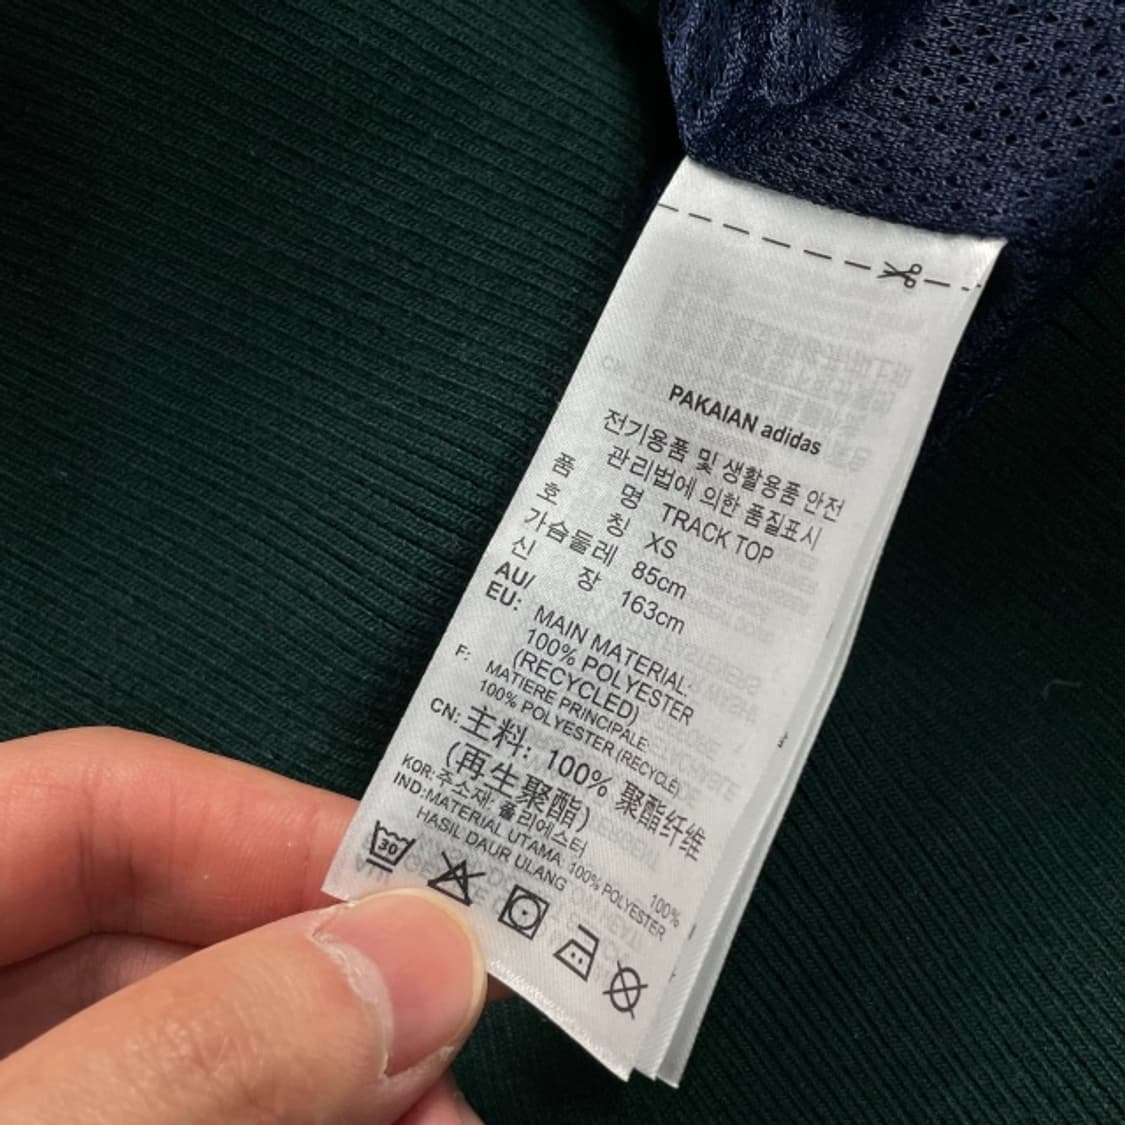 PAKAIAN adidas
전기용품 및 생활용품 안전
관리법에 의한 품질표시
품 명 TRACK TOP
호 칭 XS
가슴둘레 85cm
신 장 163cm
AU/
EU: MAIN MATERIAL:
100% POLYESTER
(RECYCLED)
F: MATIERE PRINCIPALE:
100% POLYESTER (RECYCLÉ)
CN: 主料: 100% 聚酯纤维
(再生聚酯)
KOR: 주소재: 폴리에스터 100%
IND: MATERIAL UTAMA 100% POLYESTER
HASIL DAUR ULANG
30